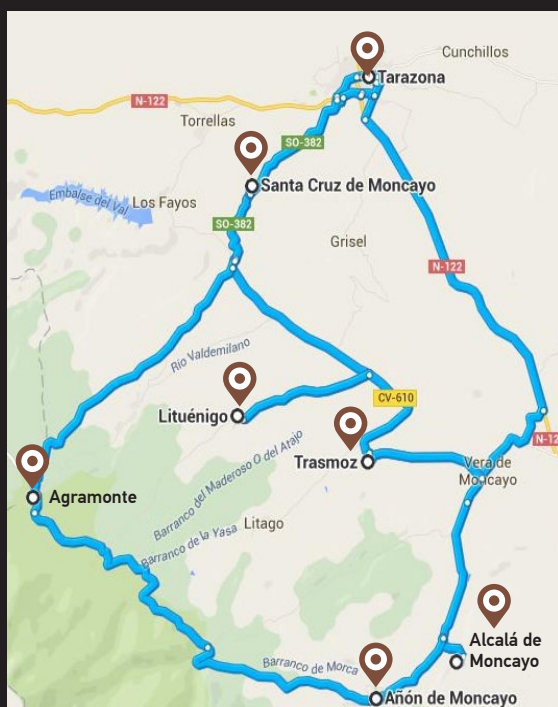 Cunchillos
Tarazona
N-122
Torrellas
SO-382
Santa Cruz de Moncayo
Embalse del Val
Los Fayos
SO-382
Grisel
N-122
Río Valdemilano
Lituénigo
CV-610
Trasmoz
N-12
Vera de
Moncayo
Agramonte
Barranco del Maderoso O del Atajo
Barranco de la Yasa
Litago
Alcalá de
Moncayo
Barranco de Morca
Añón de Moncayo